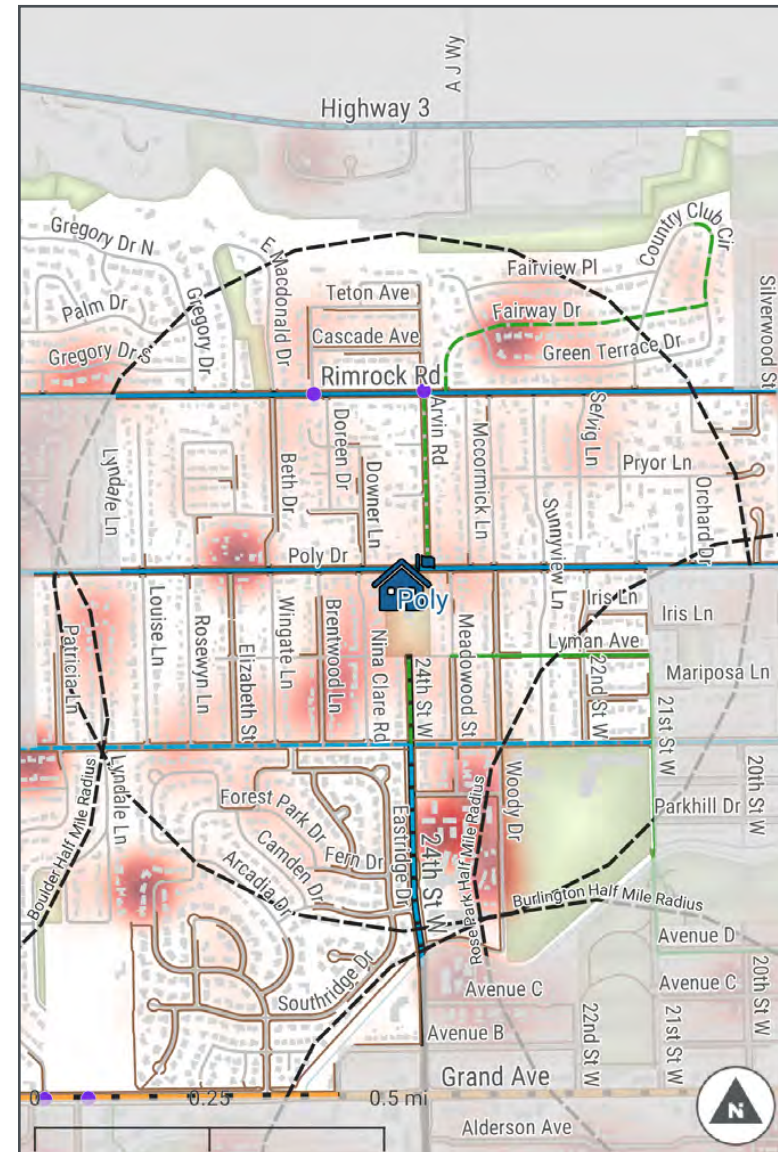 A J Wy
Highway 3
Gregory Dr N
E Macdonald Dr
Country Club Cir
Fairview Pl
Silverwood St
Teton Ave
Palm Dr
Gregory Dr
Fairway Dr
Cascade Ave
Gregory Dr S
Green Terrace Dr
Rimrock Rd
Arvin Rd
Selvig Ln
Doreen Dr
Mccormick Ln
Lyndale Ln
Beth Dr
Downer Ln
Pryor Ln
Orchard Dr
Sunnyview Ln
Poly Dr
Poly
Iris Ln
Iris Ln
Louise Ln
Wingate Ln
Brentwood Ln
Lyman Ave
Patricia Ln
Rosewyn Ln
Elizabeth St
Nina Clare Rd
24th St W
Meadowood St
22nd St W
Mariposa Ln
21st St W
Lyndale Ln
Woody Dr
20th St W
Forest Park Dr
Parkhill Dr
Boulder Half Mile Radius
Camden Dr
Fern Dr
Eastridge Dr
24th St W
Rose Park Half Mile Radius
Arcadia Dr
Burlington Half Mile Radius
Avenue D
Southridge Dr
Avenue C
Avenue C
20th St W
Avenue B
22nd St W
21st St W
Grand Ave
0
0.25
0.5 mi
N
Alderson Ave